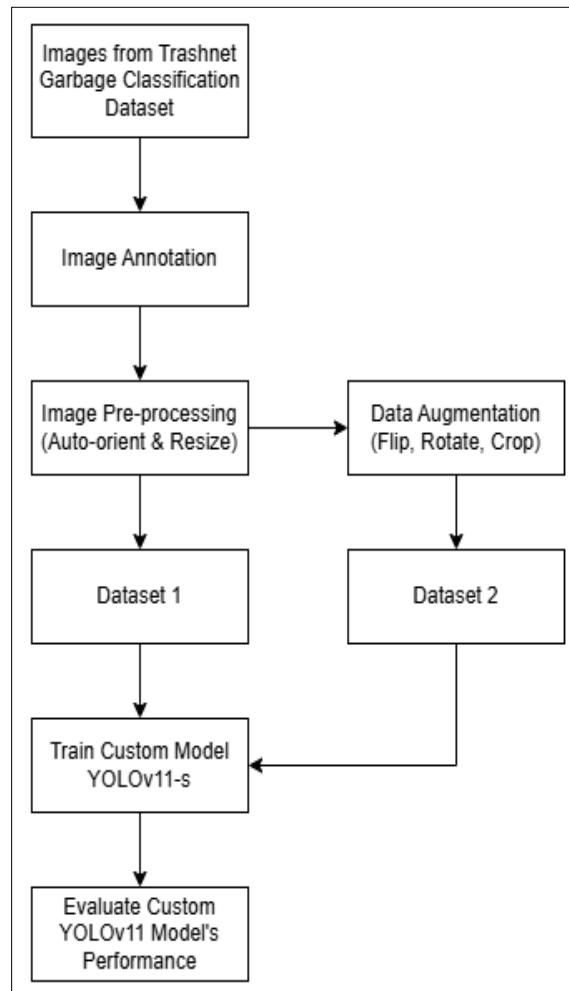 Images from Trashnet
Garbage Classification
Dataset
Image Annotation
Image Pre-processing
(Auto-orient & Resize)
Data Augmentation
(Flip, Rotate, Crop)
Dataset 1
Dataset 2
Train Custom Model
YOLOv11-s
Evaluate Custom
YOLOv11 Model's
Performance